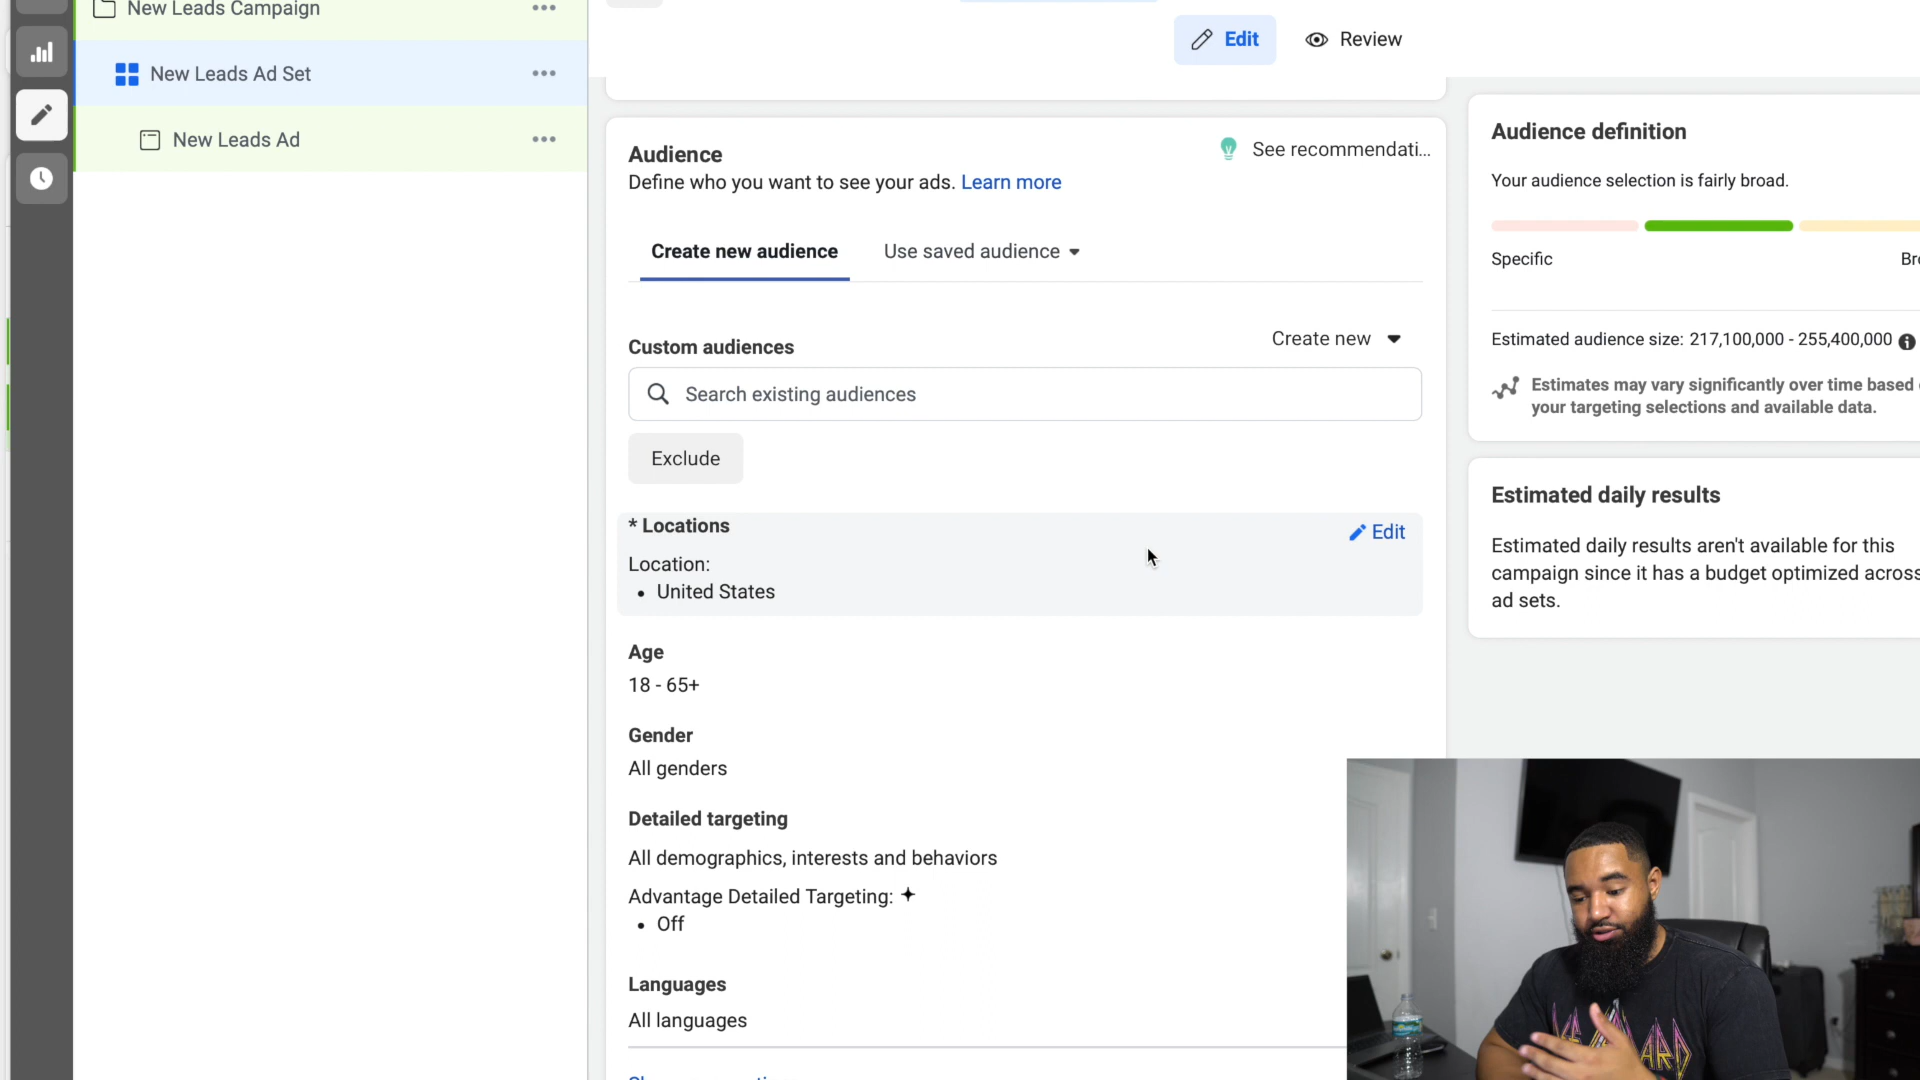 New Leads Campaign
Edit
Review
New Leads Ad Set
New Leads Ad
Audience
See recommendati...
Define who you want to see your ads. Learn more
Create new audience
Use saved audience
Custom audiences
Create new
Search existing audiences
Exclude
* Locations
Edit
Location:
• United States
Age
18 - 65+
Gender
All genders
Detailed targeting
All demographics, interests and behaviors
Advantage Detailed Targeting:
• Off
Languages
All languages
Audience definition
Your audience selection is fairly broad.
Specific
Estimated audience size: 217,100,000 - 255,400,000
Estimates may vary significantly over time based
your targeting selections and available data.
Estimated daily results
Estimated daily results aren't available for this
campaign since it has a budget optimized across
ad sets.